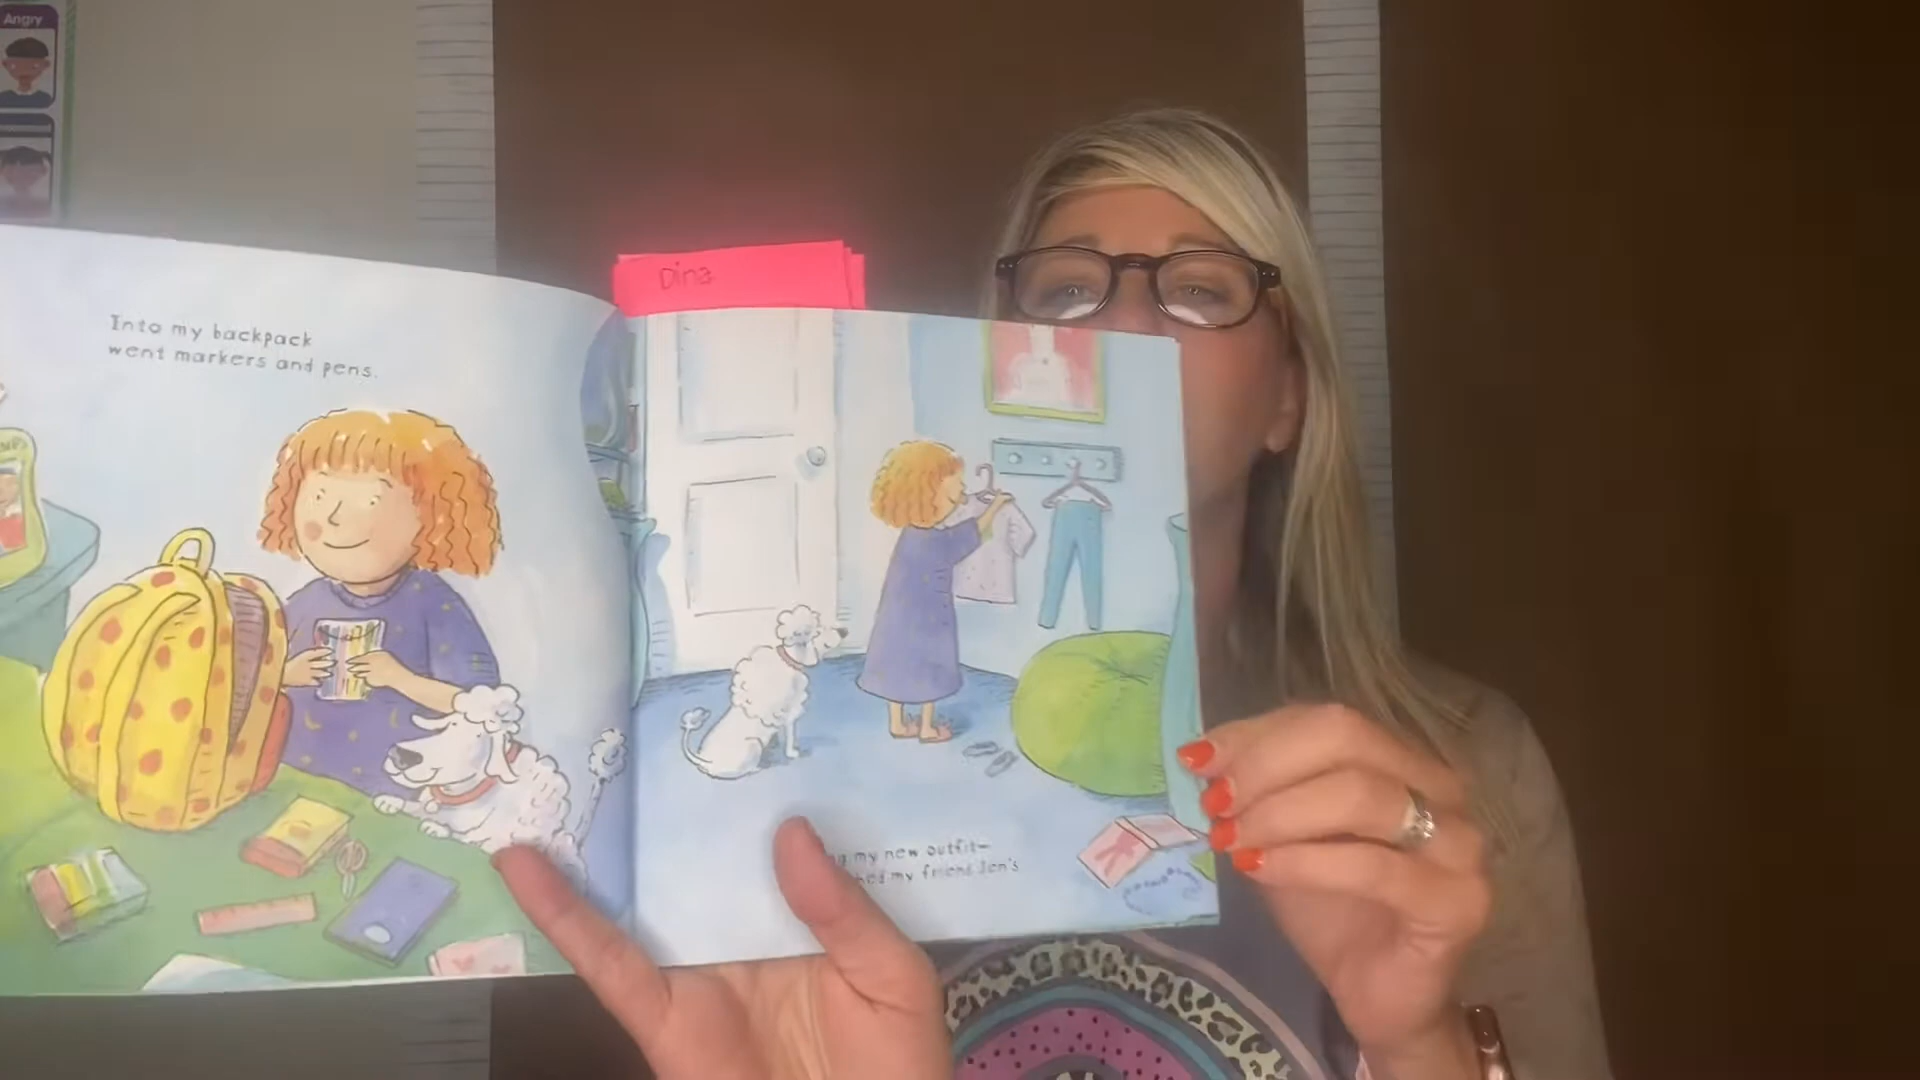 Angry
Dina
Into my backpack
went markers and pens.
my new outfit—
my friend Jen's